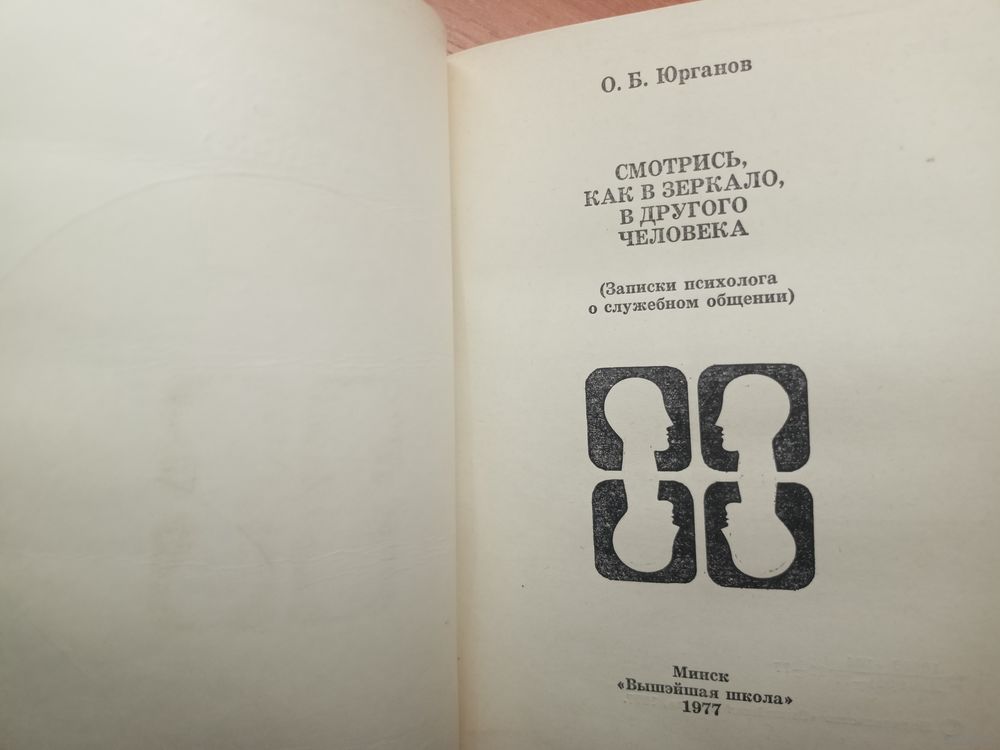 О. Б. Юрганов
СМОТРИСЬ,
КАК В ЗЕРКАЛО,
В ДРУГОГО
ЧЕЛОВЕКА
(Записки психолога
о служебном общении)
Минск
«Вышэйшая школа»
1977